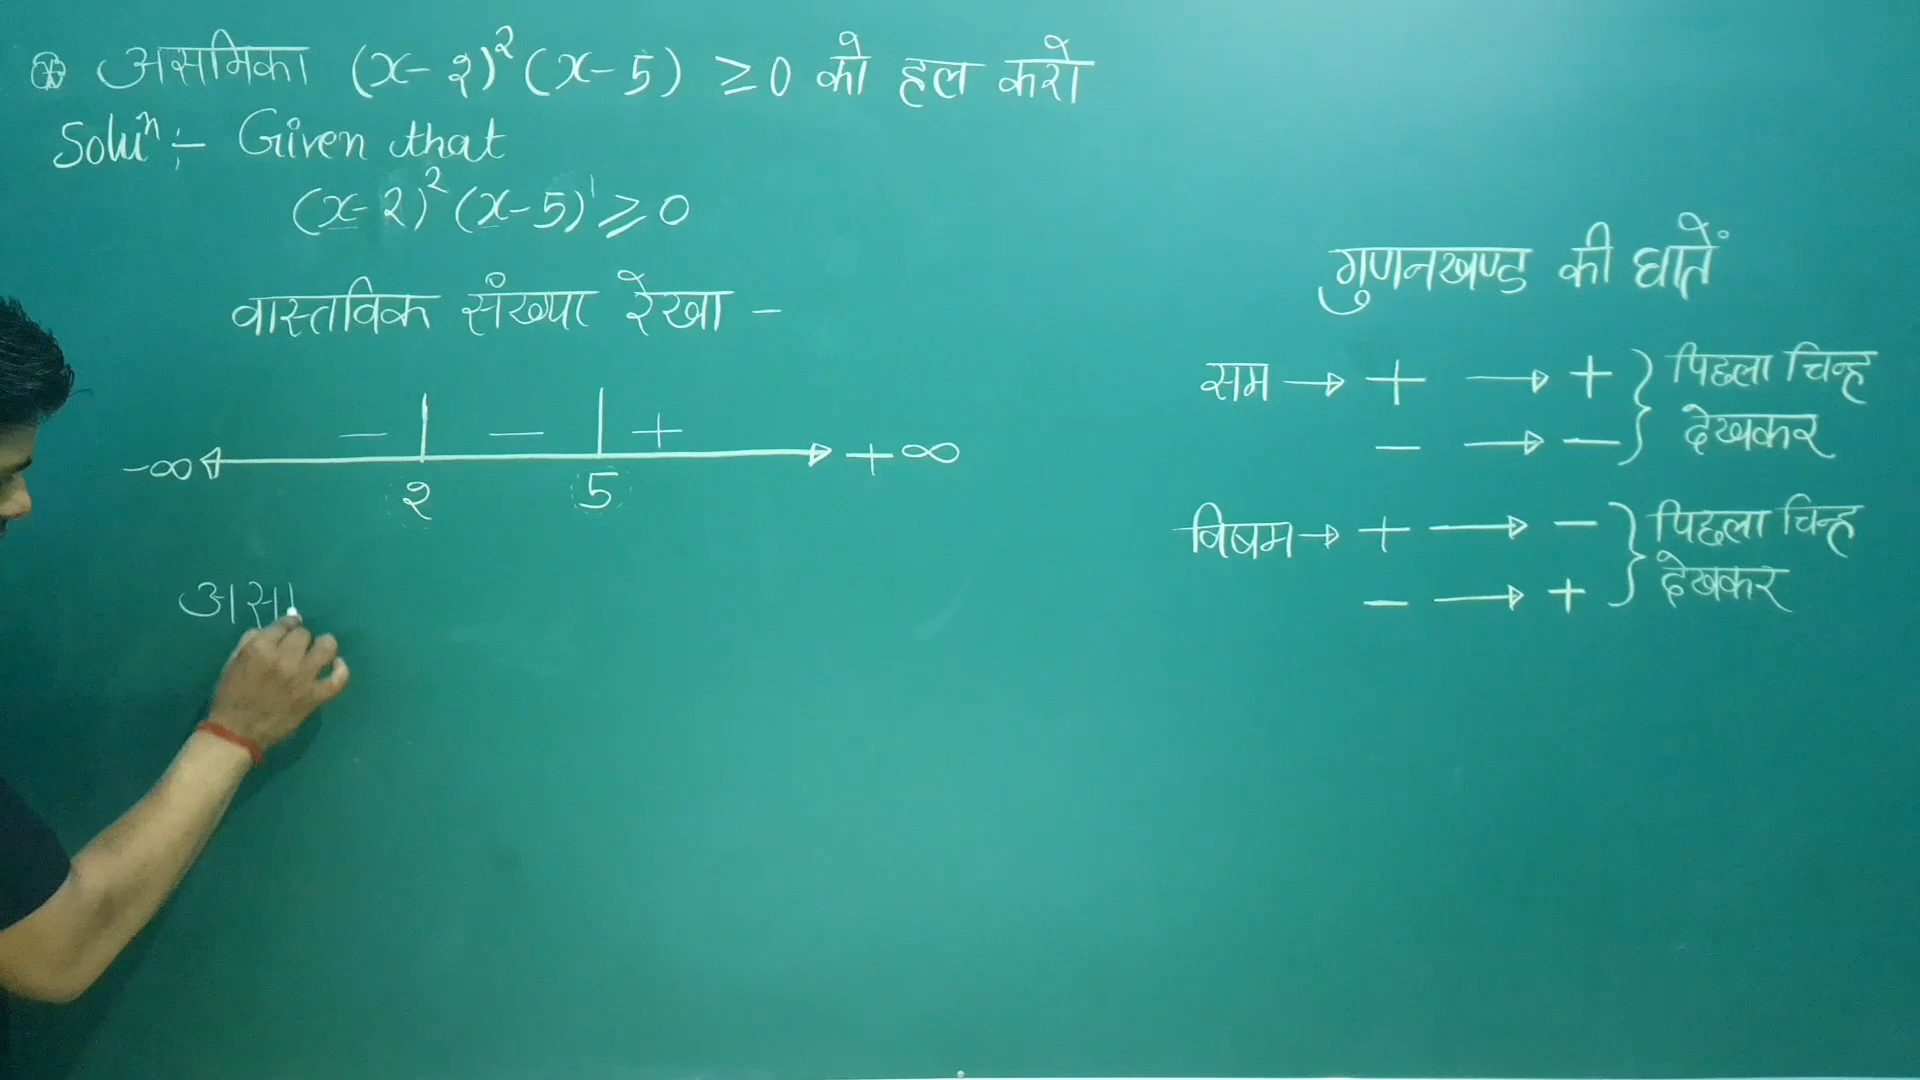 असमिका (x-2)²(x-5) ≥0 को हल करो
Soluⁿ:- Given that
(x-2)²(x-5)¹≥0
वास्तविक संख्या रेखा -
- - +
-∞ +∞
2 5
अस
गुणनखण्ड की घातें
सम → + → + } पिछला चिन्ह
- → - देखकर
बिषम → + → - } पिछला चिन्ह
- → + देखकर